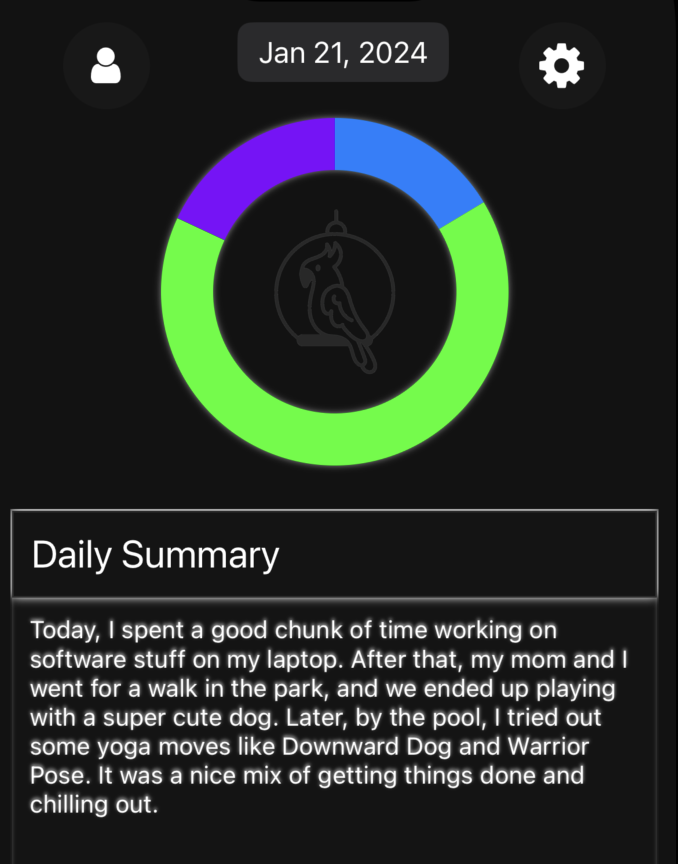 Jan 21, 2024
Daily Summary
Today, I spent a good chunk of time working on
software stuff on my laptop. After that, my mom and I
went for a walk in the park, and we ended up playing
with a super cute dog. Later, by the pool, I tried out
some yoga moves like Downward Dog and Warrior
Pose. It was a nice mix of getting things done and
chilling out.